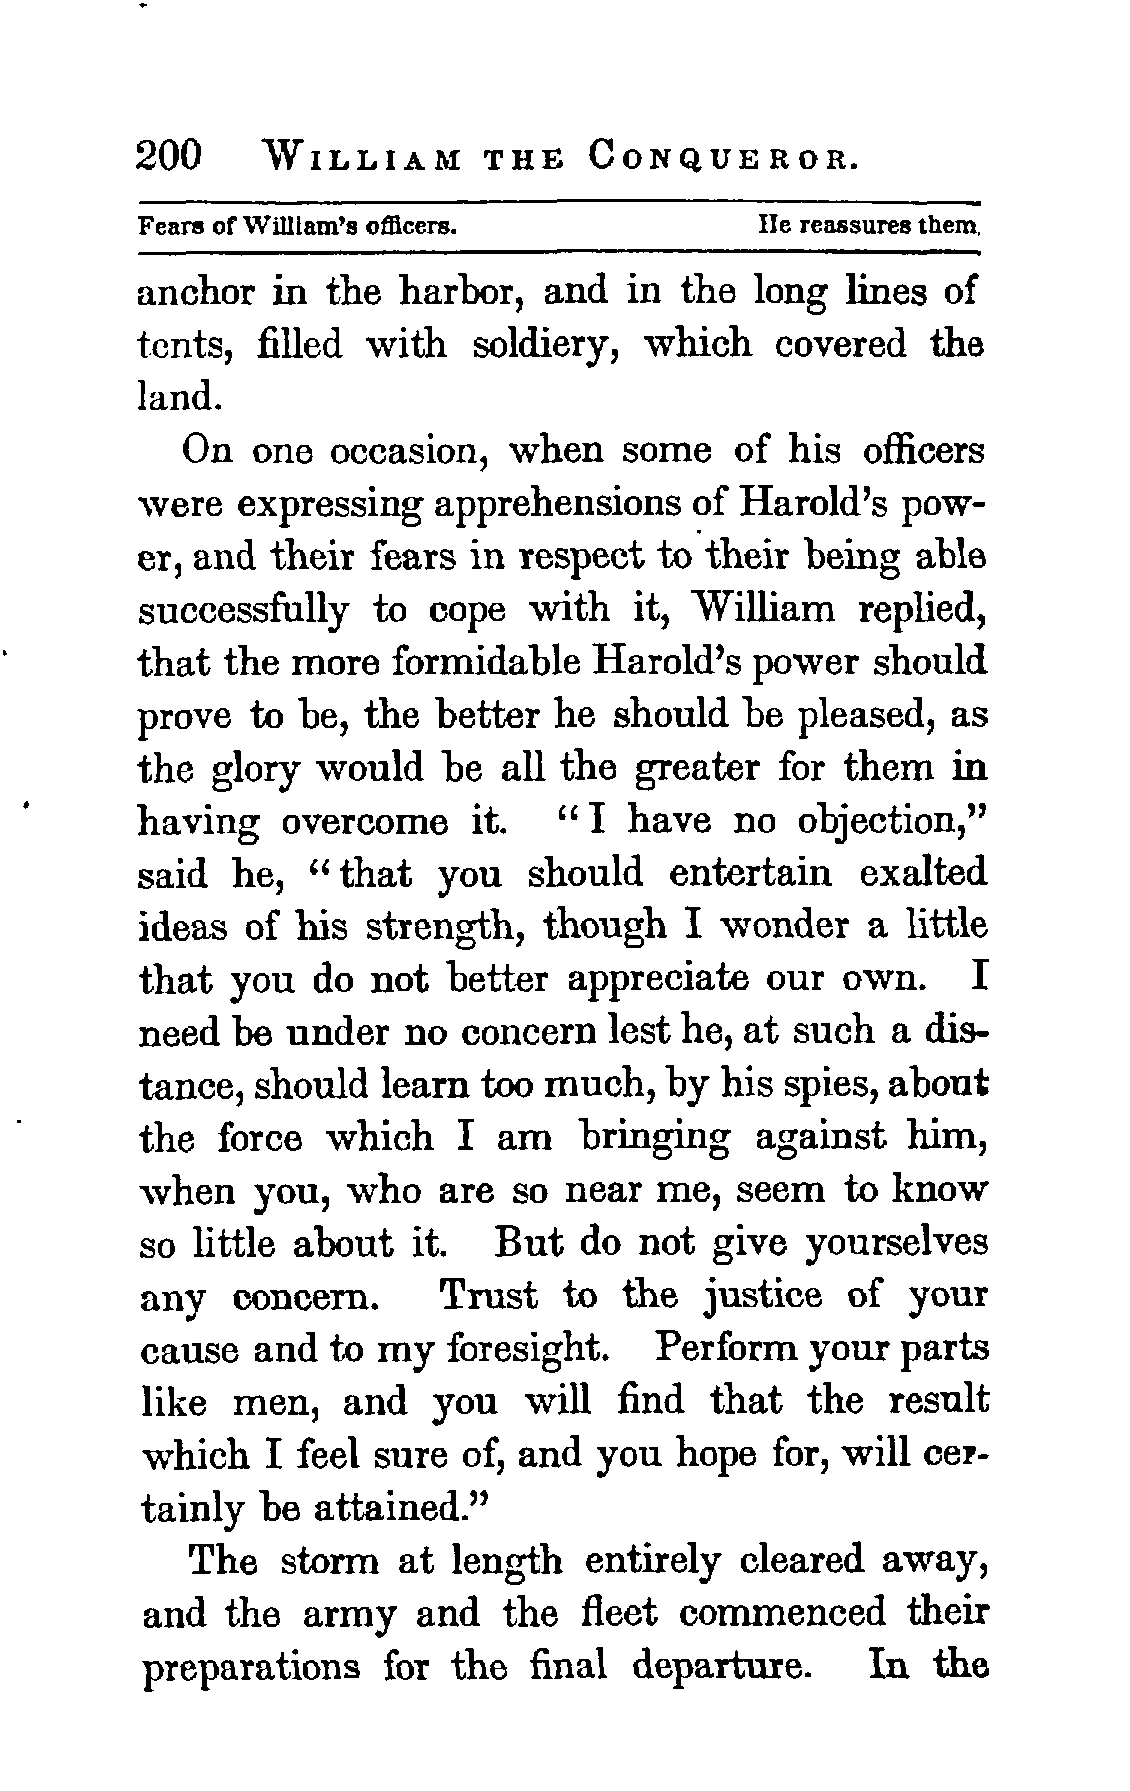 200 WILLIAM THE CONQUEROR.
Fears of William's officers. He reassures them.
anchor in the harbor, and in the long lines of
tents, filled with soldiery, which covered the
land.
On one occasion, when some of his officers
were expressing apprehensions of Harold's pow-
er, and their fears in respect to their being able
successfully to cope with it, William replied,
that the more formidable Harold's power should
prove to be, the better he should be pleased, as
the glory would be all the greater for them in
having overcome it. "I have no objection,"
said he, "that you should entertain exalted
ideas of his strength, though I wonder a little
that you do not better appreciate our own. I
need be under no concern lest he, at such a dis-
tance, should learn too much, by his spies, about
the force which I am bringing against him,
when you, who are so near me, seem to know
so little about it. But do not give yourselves
any concern. Trust to the justice of your
cause and to my foresight. Perform your parts
like men, and you will find that the result
which I feel sure of, and you hope for, will cer-
tainly be attained."
The storm at length entirely cleared away,
and the army and the fleet commenced their
preparations for the final departure. In the